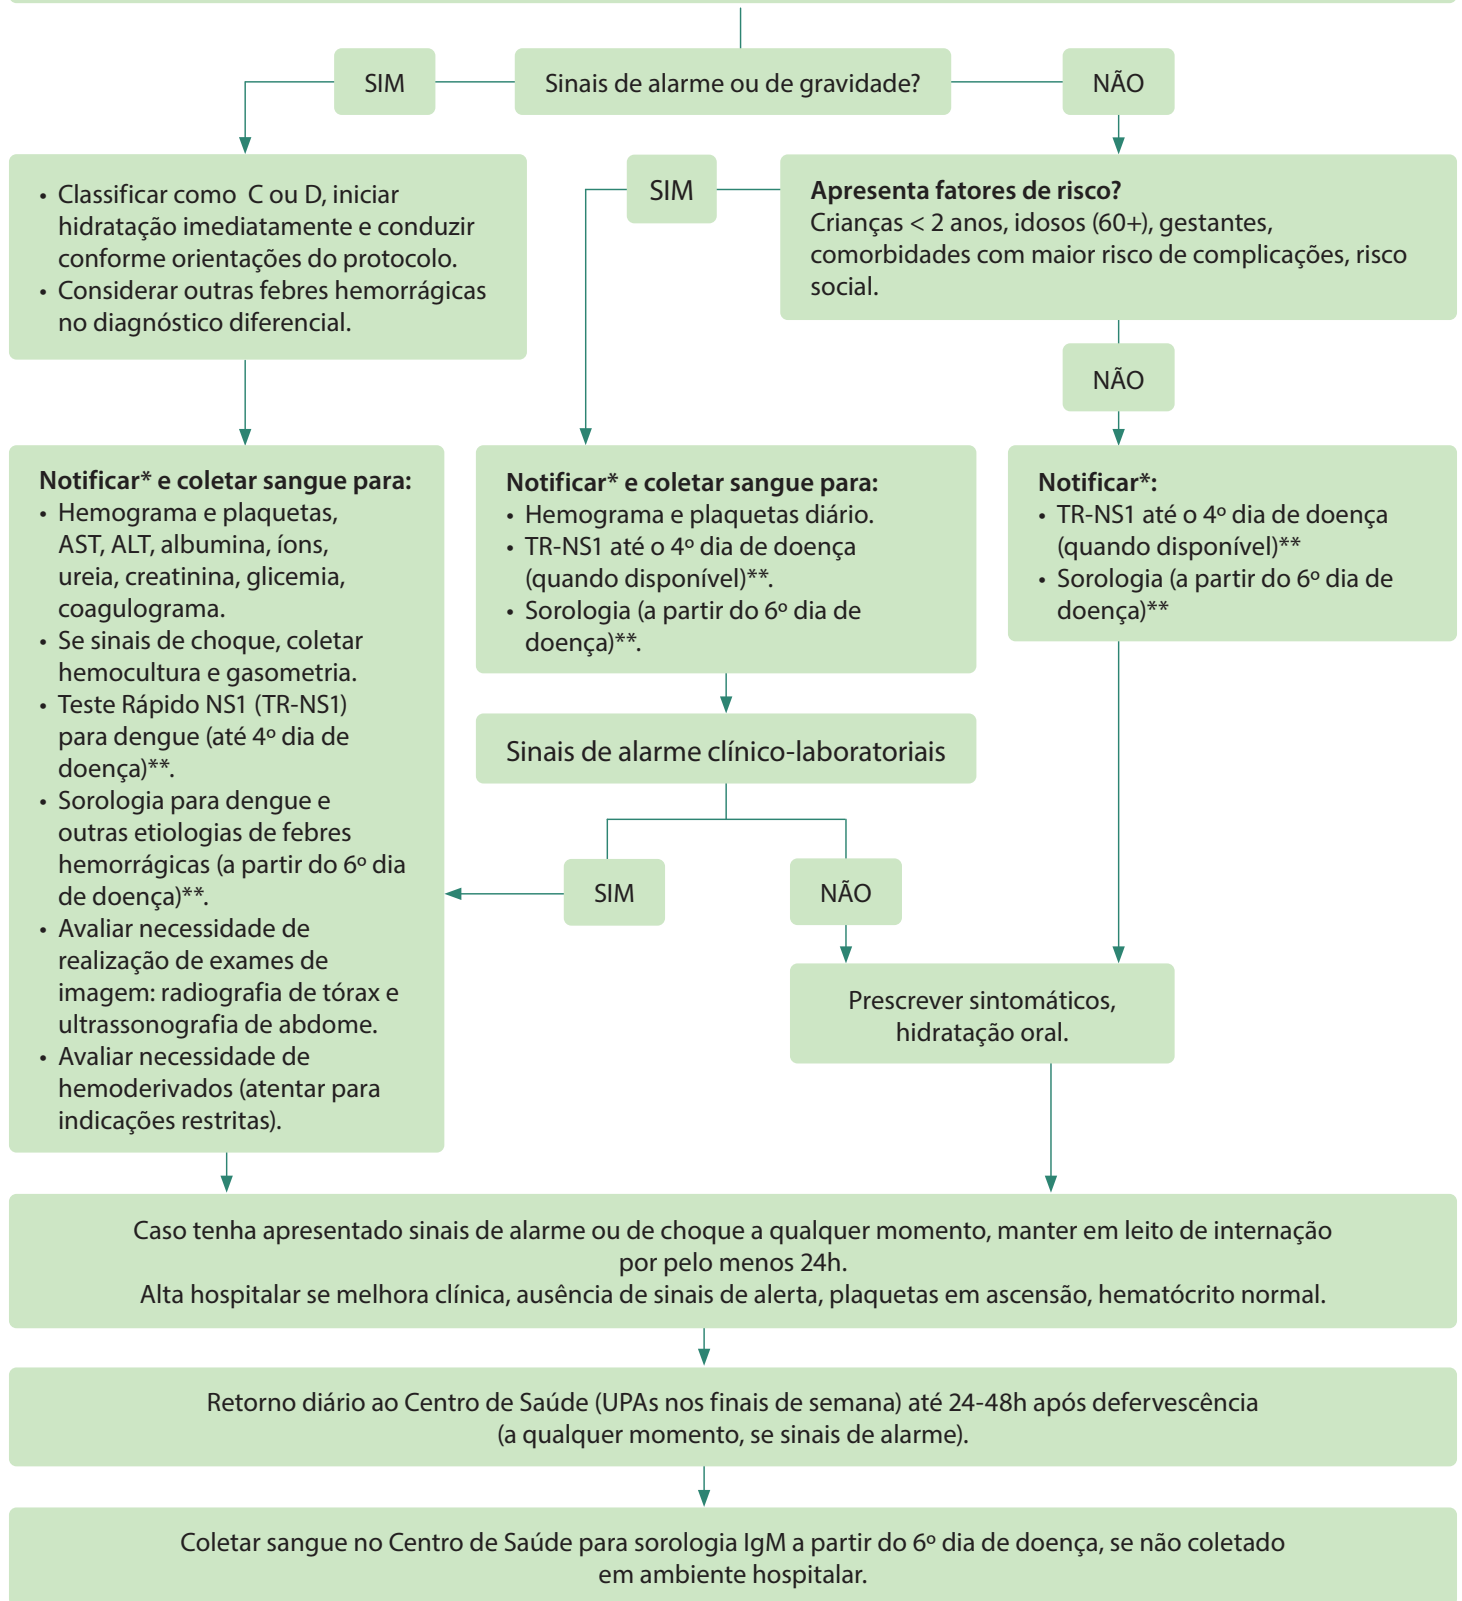 SIM
Sinais de alarme ou de gravidade?
NÃO
• Classificar como C ou D, iniciar
hidratação imediatamente e conduzir
conforme orientações do protocolo.
• Considerar outras febres hemorrágicas
no diagnóstico diferencial.
SIM
Apresenta fatores de risco?
Crianças < 2 anos, idosos (60+), gestantes,
comorbidades com maior risco de complicações, risco
social.
NÃO
Notificar* e coletar sangue para:
• Hemograma e plaquetas,
AST, ALT, albumina, íons,
ureia, creatinina, glicemia,
coagulograma.
• Se sinais de choque, coletar
hemocultura e gasometria.
• Teste Rápido NS1 (TR-NS1)
para dengue (até 4º dia de
doença)**.
• Sorologia para dengue e
outras etiologias de febres
hemorrágicas (a partir do 6º dia
de doença)**.
• Avaliar necessidade de
realização de exames de
imagem: radiografia de tórax e
ultrassonografia de abdome.
• Avaliar necessidade de
hemoderivados (atentar para
indicações restritas).
Notificar* e coletar sangue para:
• Hemograma e plaquetas diário.
• TR-NS1 até o 4º dia de doença
(quando disponível)**.
• Sorologia (a partir do 6º dia de
doença)**.
Notificar*:
• TR-NS1 até o 4º dia de doença
(quando disponível)**
• Sorologia (a partir do 6º dia de
doença)**
Sinais de alarme clínico-laboratoriais
SIM
NÃO
Prescrever sintomáticos,
hidratação oral.
Caso tenha apresentado sinais de alarme ou de choque a qualquer momento, manter em leito de internação
por pelo menos 24h.
Alta hospitalar se melhora clínica, ausência de sinais de alerta, plaquetas em ascensão, hematócrito normal.
Retorno diário ao Centro de Saúde (UPAs nos finais de semana) até 24-48h após defervescência
(a qualquer momento, se sinais de alarme).
Coletar sangue no Centro de Saúde para sorologia IgM a partir do 6º dia de doença, se não coletado
em ambiente hospitalar.